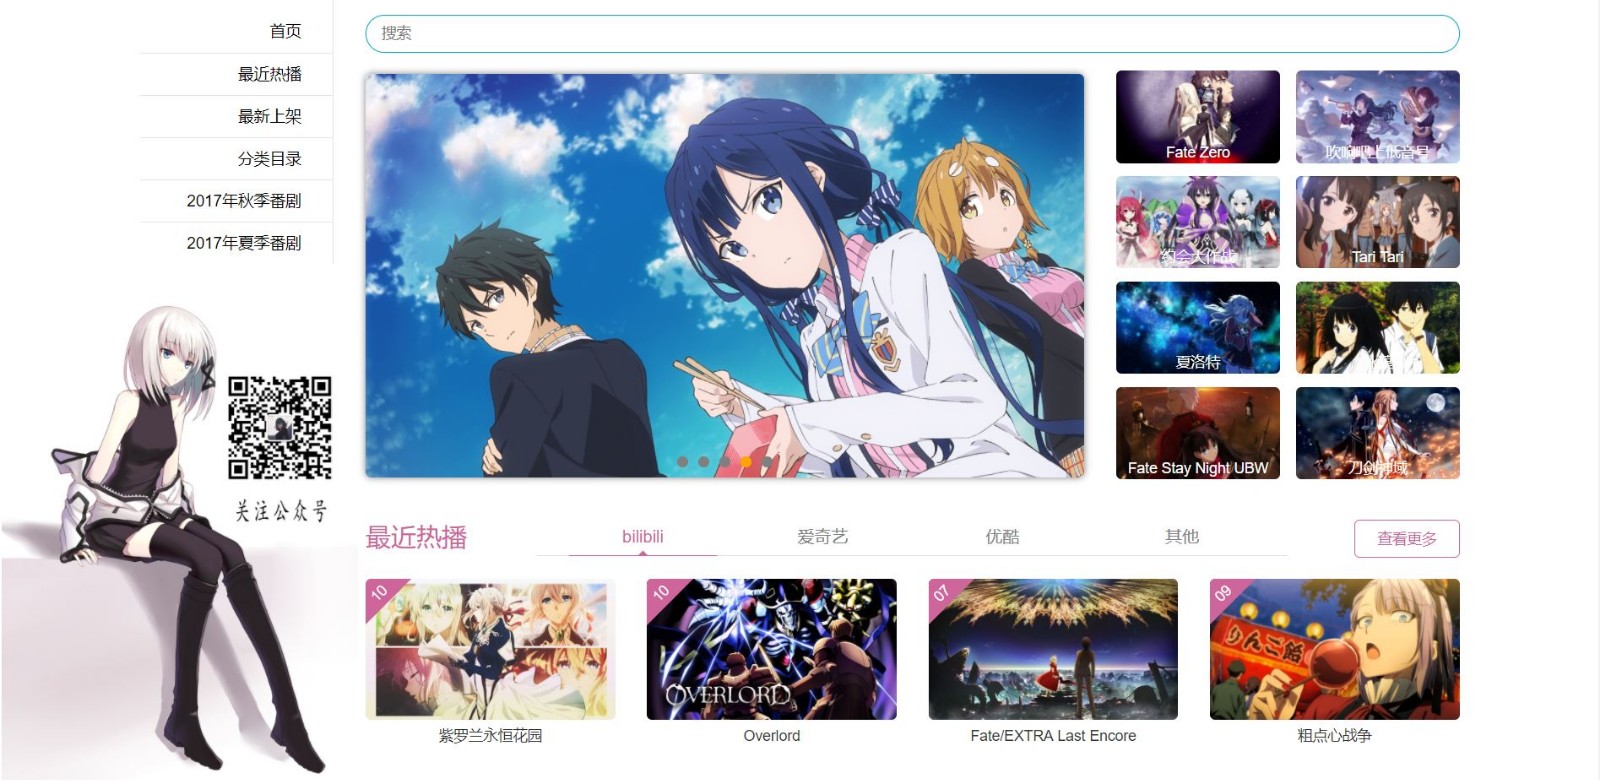 首页
最近热播
最新上架
分类目录
2017年秋季番剧
2017年夏季番剧
关注公众号
搜索
Fate Zero
吹响吧上低音号
约会大作战
Tari Tari
夏洛特
Fate Stay Night UBW
刀剑神域
最近热播
bilibili
爱奇艺
优酷
其他
查看更多
10
10
OVERLORD
07
09
りんご飴
紫罗兰永恒花园
Overlord
Fate/EXTRA Last Encore
粗点心战争